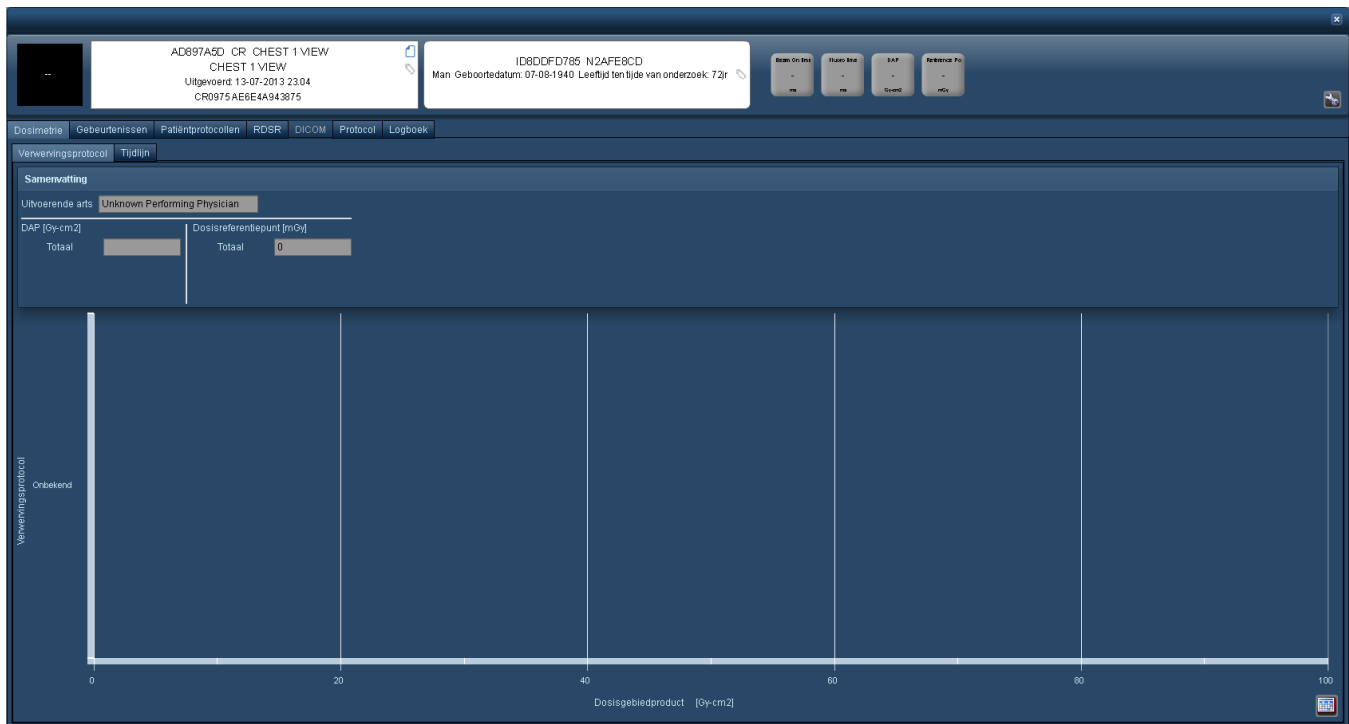 --
AD897A5D CR CHEST 1 VIEW
CHEST 1 VIEW
Uitgevoerd: 13-07-2013 23.04
CR0975 AE6E4A943875
ID8DDFD785 N2AFE8CD
Man Geboortedatum: 07-08-1940 Leeftijd ten tijde van onderzoek: 72jr
Beam On time
-
ms
Fluoro time
-
ms
DAP
-
Gy-cm2
Reference Po
-
mGy
Dosimetrie Gebeurtenissen Patiëntprotocollen RDSR DICOM Protocol Logboek
Verwervingsprotocol Tijdlijn
Samenvatting
Uitvoerende arts Unknown Performing Physician
DAP [Gy-cm2] Dosisreferentiepunt [mGy]
Totaal Totaal 0
Verwervingsprotocol
Onbekend
0 20 40 60 80 100
Dosisgebiedproduct [Gy-cm2]